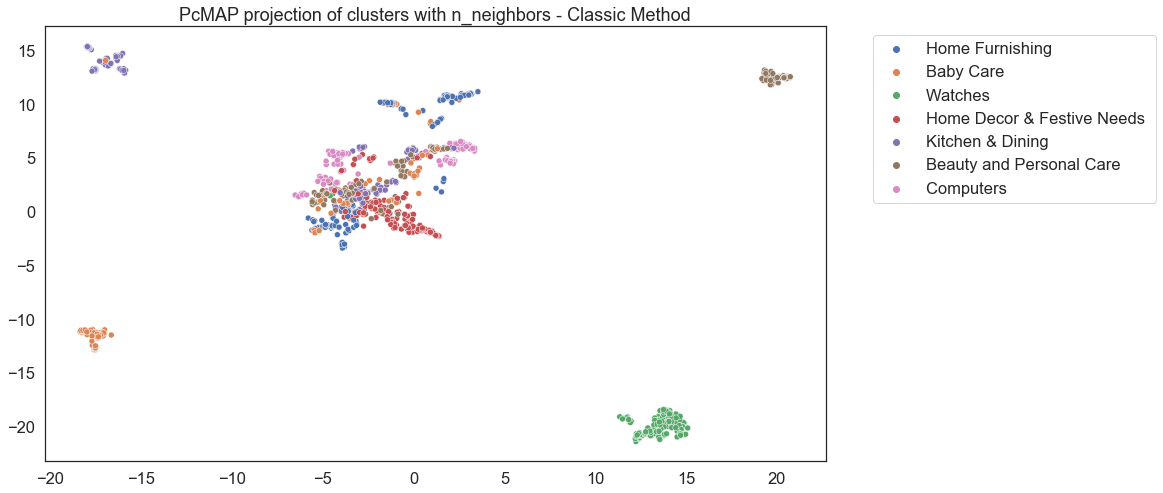 PcMAP projection of clusters with n_neighbors - Classic Method
Home Furnishing
Baby Care
Watches
Home Decor & Festive Needs
Kitchen & Dining
Beauty and Personal Care
Computers
15
10
5
0
−5
−10
−15
−20
−20 −15 −10 −5 0 5 10 15 20